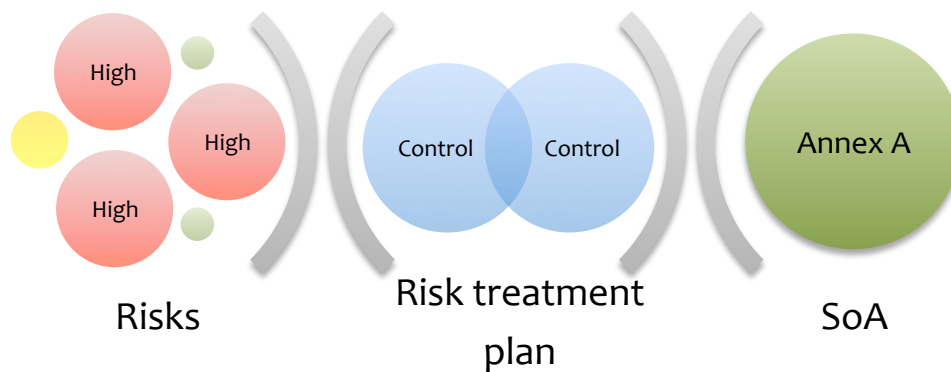 High
High
High
Control
Control
Annex A
Risks
Risk treatment
plan
SoA